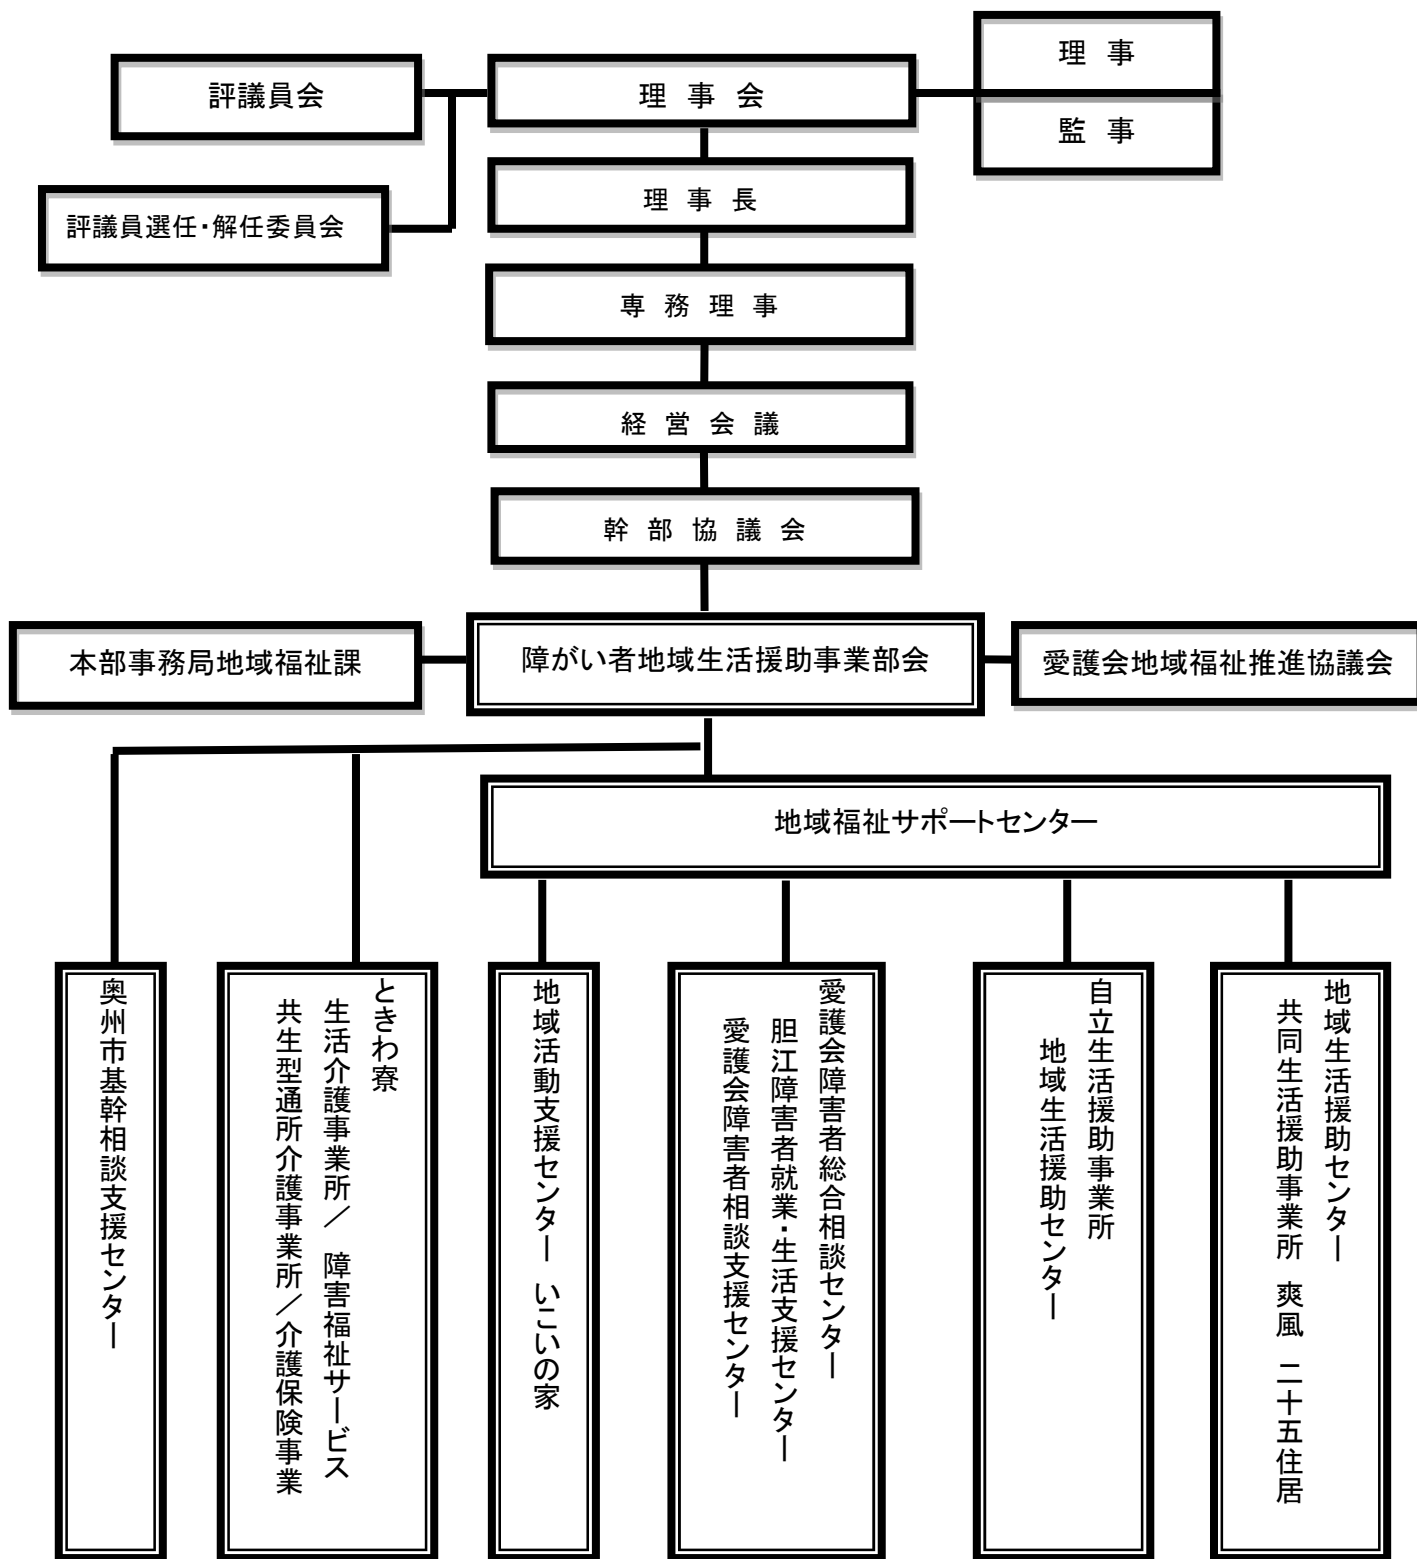 理事
評議員会
理事会
監事
理事長
評議員選任・解任委員会
専務理事
経営会議
幹部協議会
本部事務局地域福祉課
障がい者地域生活援助事業部会
愛護会地域福祉推進協議会
地域福祉サポートセンター
奥州市基幹相談支援センター
ときわ寮
生活介護事業所／ 障害福祉サービス
共生型通所介護事業所／介護保険事業
地域活動支援センター いこいの家
愛護会障害者総合相談センター
胆江障害者就業・生活支援センター
愛護会障害者相談支援センター
自立生活援助事業所
地域生活援助センター
地域生活援助センター
共同生活援助事業所 爽風 二十五住居